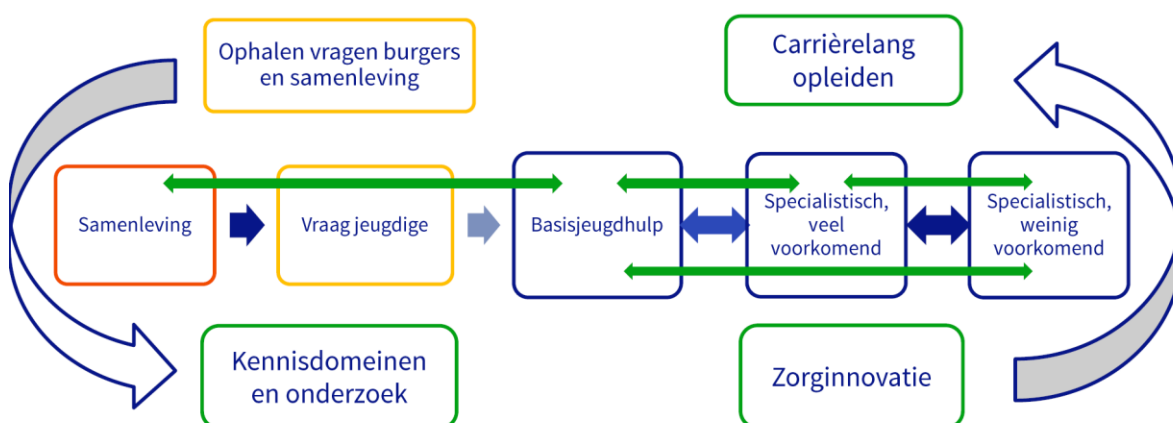 Ophalen vragen burgers
en samenleving
Carrièrelang
opleiden
Samenleving
Vraag jeugdige
Basisjeugdhulp
Specialistisch,
veel
voorkomend
Specialistisch,
weinig
voorkomend
Kennisdomeinen
en onderzoek
Zorginnovatie